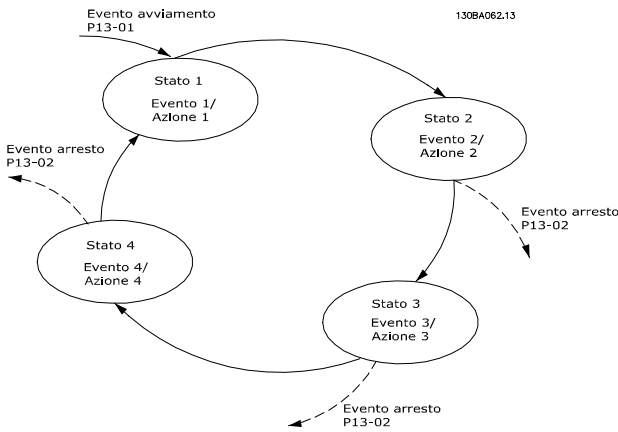 Evento avviamento
P13-01
130BA062.13
Stato 1
Evento 1/
Azione 1
Stato 2
Evento 2/
Azione 2
Evento arresto
P13-02
Evento arresto
P13-02
Stato 4
Evento 4/
Azione 4
Stato 3
Evento 3/
Azione 3
Evento arresto
P13-02